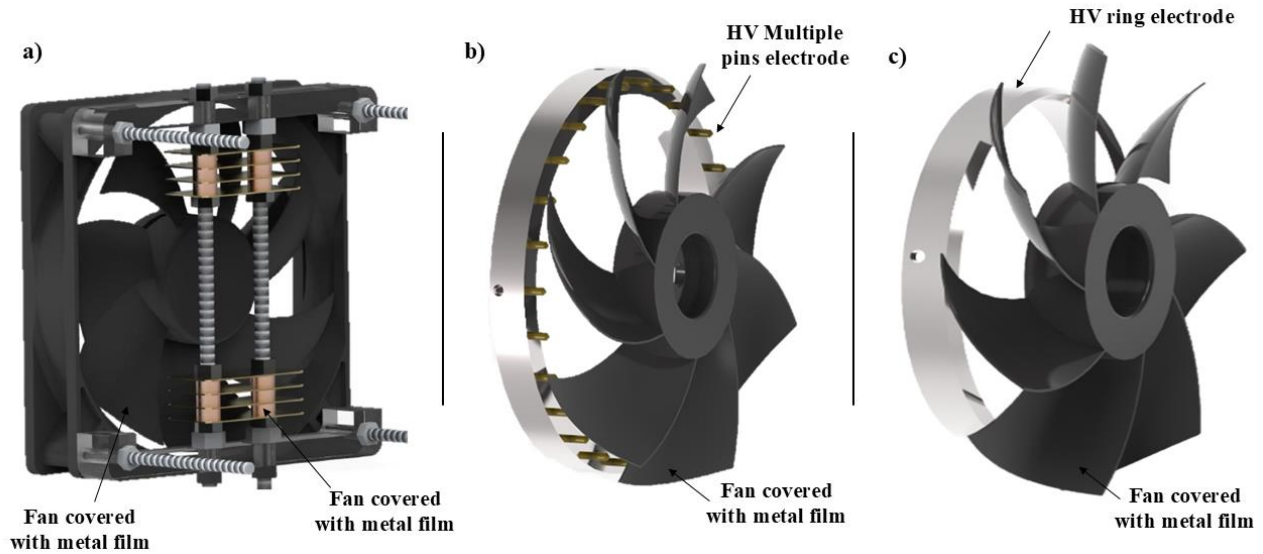 a)
Fan covered
with metal film
Fan covered
with metal film
b)
HV Multiple
pins electrode
Fan covered
with metal film
c)
HV ring electrode
Fan covered
with metal film